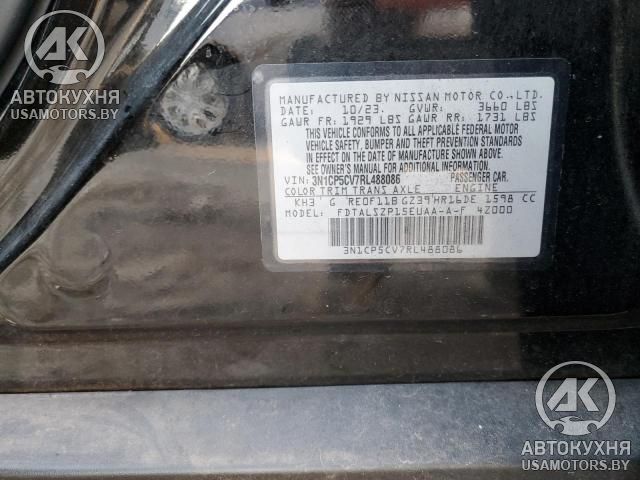 АК
АВТОКУХНЯ
USAMOTORS.BY
MANUFACTURED BY NISSAN MOTOR CO.,LTD.
DATE: 10/23. GVWR: 3660 LBS
GAWR FR: 1929 LBS GAWR RR: 1731 LBS
THIS VEHICLE CONFORMS TO ALL APPLICABLE FEDERAL MOTOR
VEHICLE SAFETY, BUMPER AND THEFT PREVENTION STANDARDS
IN EFFECT ON THE DATE OF MANUFACTURE SHOWN ABOVE.
SEE OWNER'S MANUAL FOR ADDITIONAL INFORMATION.
VIN: 3N1CP5CV7RL488086 PASSENGER CAR.
COLOR TRIM TRANS AXLE ENGINE
KH3 G RE0F11B GZ39 HR16DE 1598 CC
MODEL: FDTALSZP15EUAA-A-F 4Z000
3N1CP5CV7RL488086
АК
АВТОКУХНЯ
USAMOTORS.BY